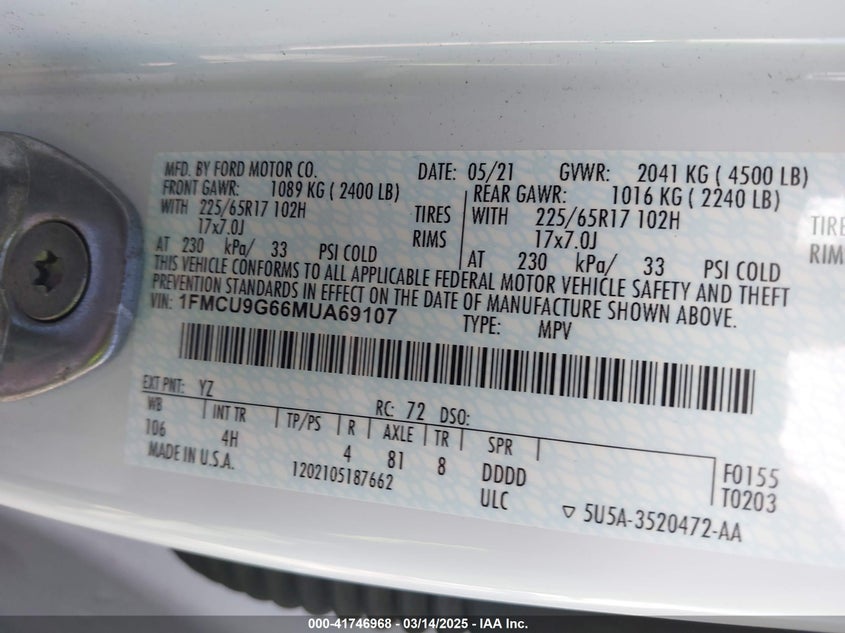 MFD. BY FORD MOTOR CO. DATE: 05/21 GVWR: 2041 KG ( 4500 LB)
FRONT GAWR: 1089 KG ( 2400 LB) REAR GAWR: 1016 KG ( 2240 LB)
WITH 225/65R17 102H TIRES WITH 225/65R17 102H TIRE
17x7.0J RIMS 17x7.0J RIM
AT 230 kPa/ 33 PSI COLD AT 230 kPa/ 33 PSI COLD
THIS VEHICLE CONFORMS TO ALL APPLICABLE FEDERAL MOTOR VEHICLE SAFETY AND THEFT
PREVENTION STANDARDS IN EFFECT ON THE DATE OF MANUFACTURE SHOWN ABOVE.
VIN: 1FMCU9G66MUA69107 TYPE: MPV
EXT PNT: YZ RC: 72 DSO:
WB INT TR TP/PS R AXLE TR SPR
106 4H 4 81 8 DDDD F0155
MADE IN U.S.A. 1202105187662 ULC T0203
▽ 5U5A-3520472-AA
000-41746968 - 03/14/2025 - IAA Inc.